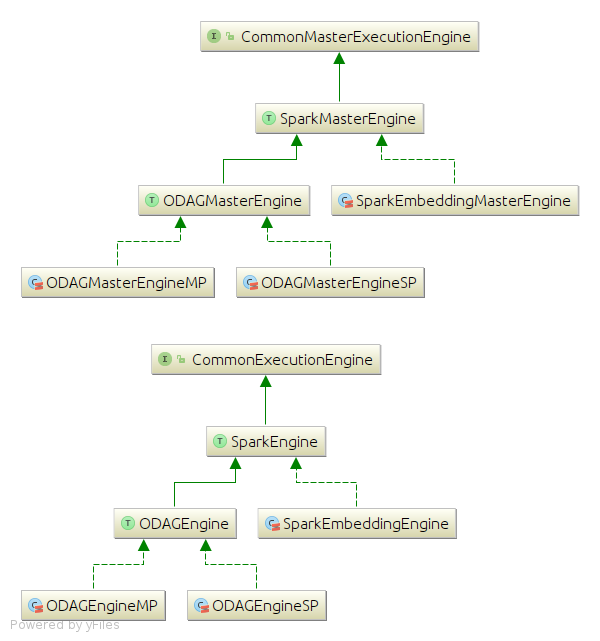 I CommonMasterExecutionEngine
T SparkMasterEngine
T ODAGMasterEngine
C SparkEmbeddingMasterEngine
C ODAGMasterEngineMP
C ODAGMasterEngineSP
I CommonExecutionEngine
T SparkEngine
T ODAGEngine
C SparkEmbeddingEngine
C ODAGEngineMP
C ODAGEngineSP
Powered by yFiles